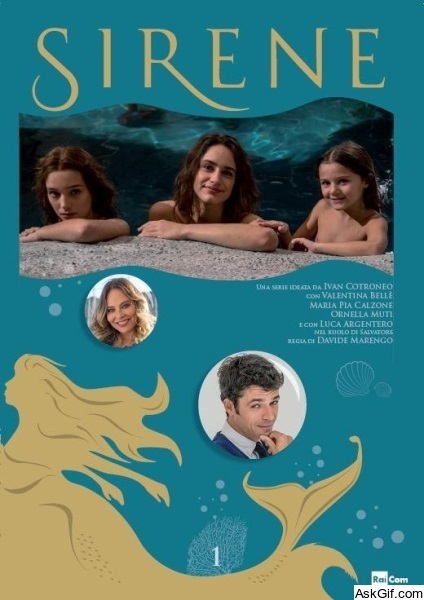 SIRENE
UNA SERIE IDEATA DA IVAN COTRONEO
CON VALENTINA BELLÈ
MARIA PIA CALZONE
ORNELLA MUTI
E CON LUCA ARGENTERO
NEL RUOLO DI SALVATORE
REGIA DI DAVIDE MARENGO
1
Rai Com
AskGif.com